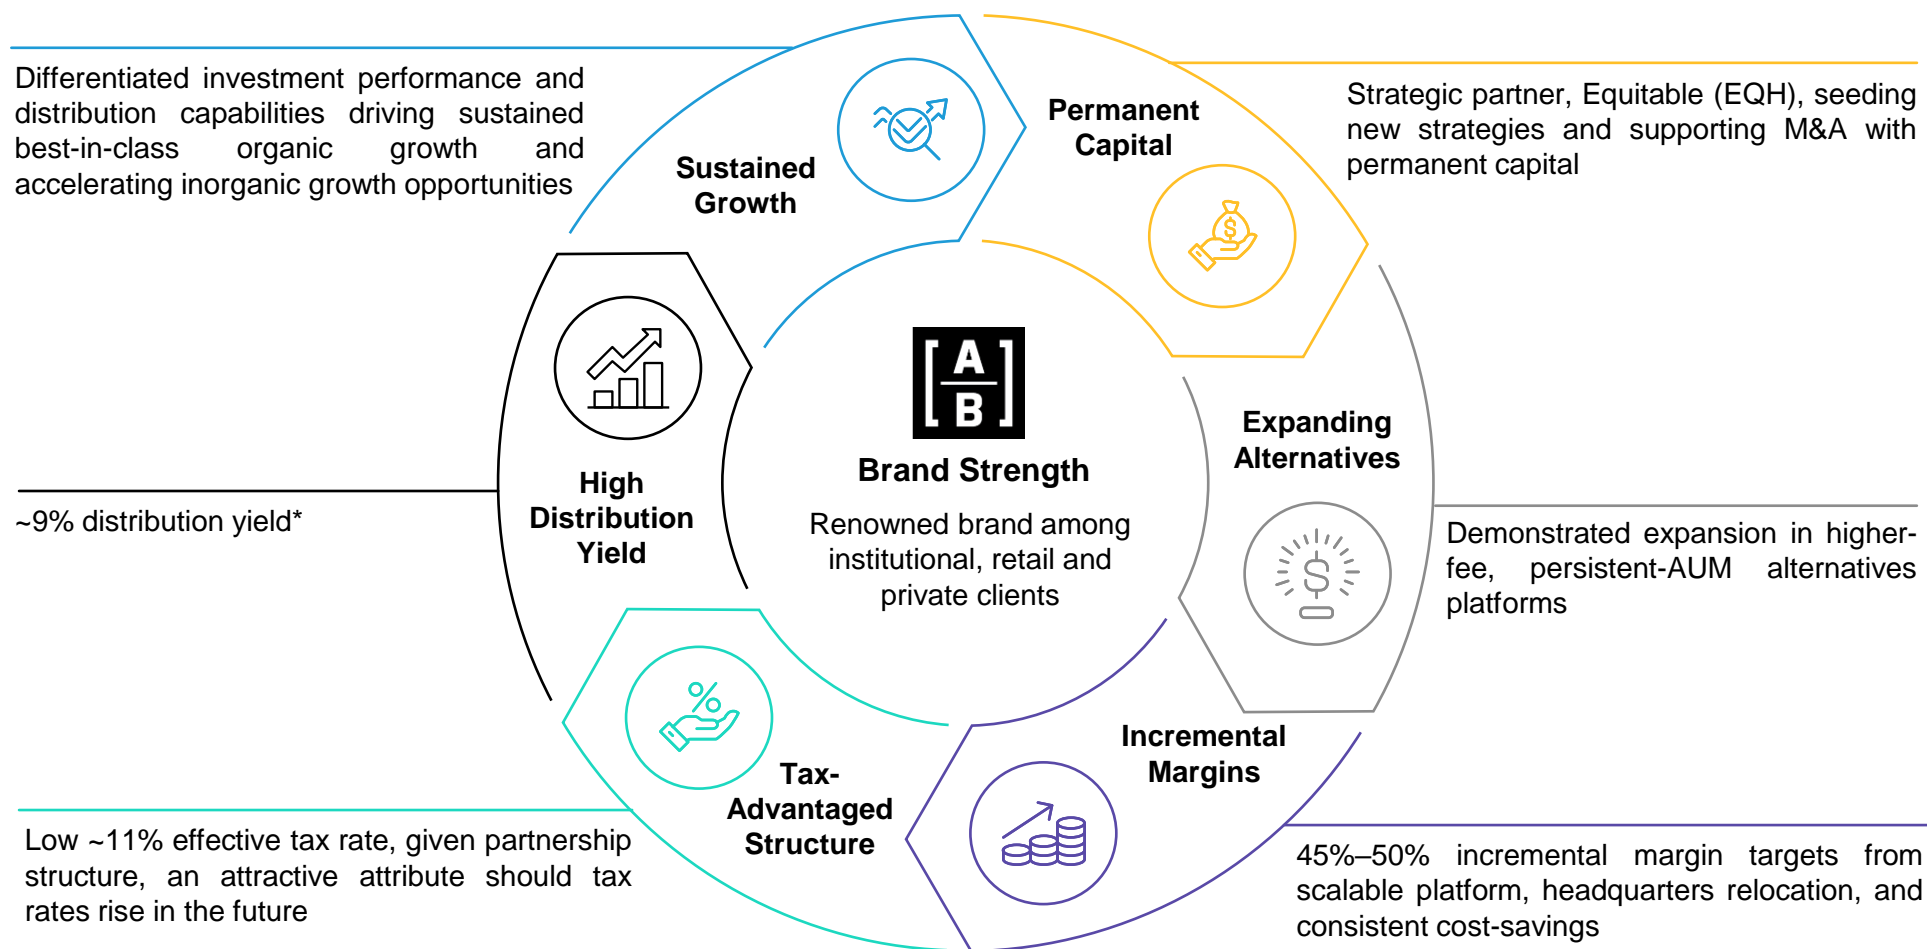 Differentiated investment performance and
distribution capabilities driving sustained
best-in-class organic growth and
accelerating inorganic growth opportunities
Sustained
Growth
Permanent
Capital
Strategic partner, Equitable (EQH), seeding
new strategies and supporting M&A with
permanent capital
$
High
Distribution
Yield
~9% distribution yield*
[A
B]
Brand Strength
Renowned brand among
institutional, retail and
private clients
Expanding
Alternatives
$
Demonstrated expansion in higher-
fee, persistent-AUM alternatives
platforms
%
Tax-
Advantaged
Structure
Low ~11% effective tax rate, given partnership
structure, an attractive attribute should tax
rates rise in the future
Incremental
Margins
45%–50% incremental margin targets from
scalable platform, headquarters relocation, and
consistent cost-savings